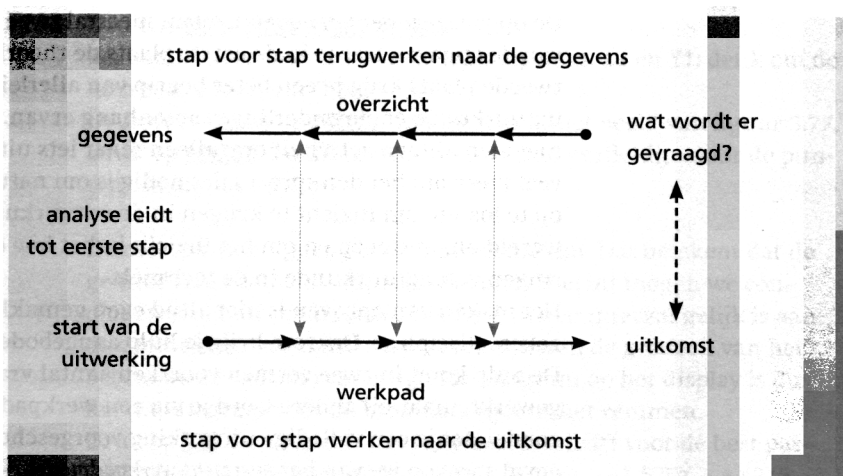 stap voor stap terugwerken naar de gegevens
overzicht
gegevens
wat wordt er
gevraagd?
analyse leidt
tot eerste stap
start van de
uitwerking
uitkomst
werkpad
stap voor stap werken naar de uitkomst